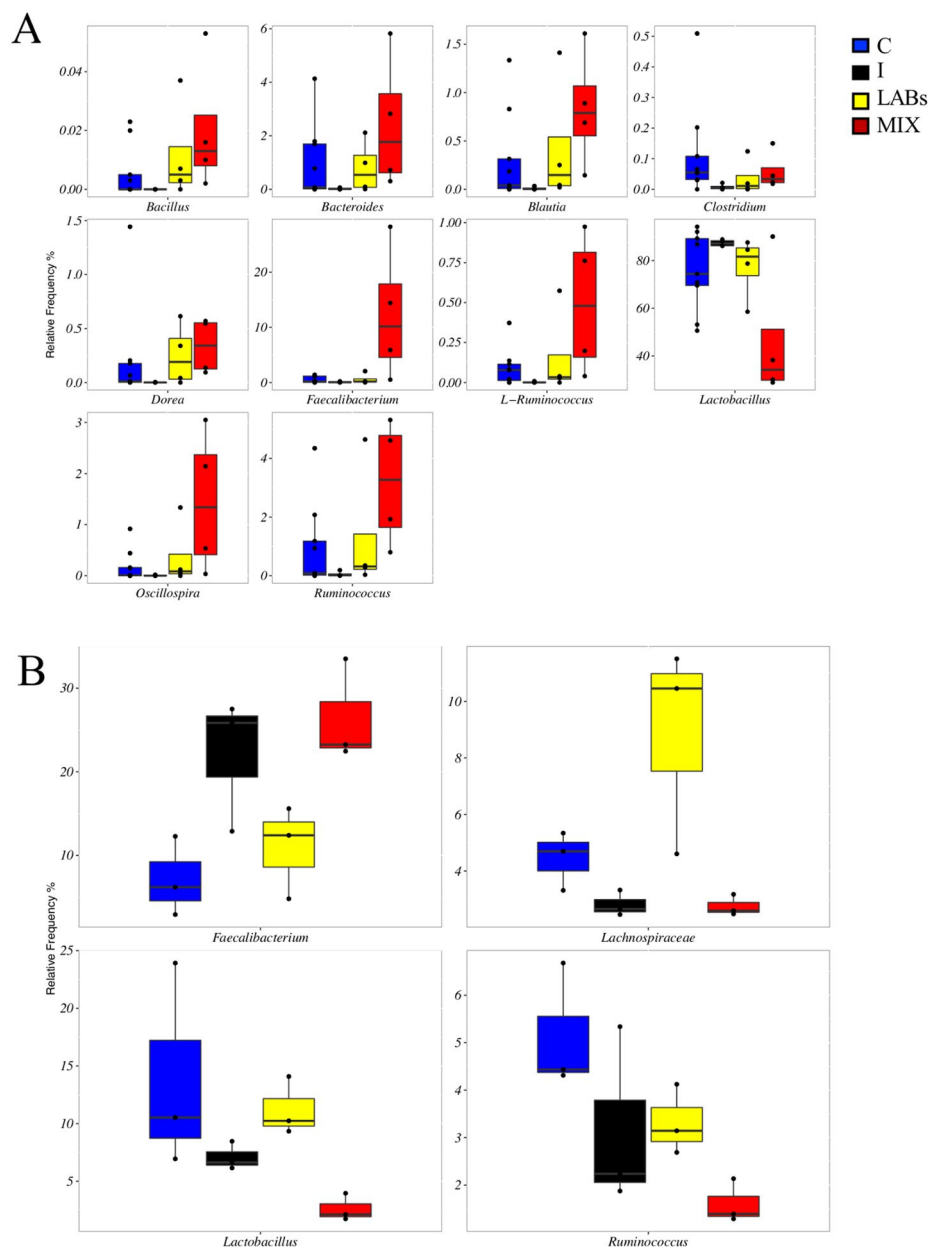 A
C
I
LABs
MIX
Relative Frequency %
0.04
0.02
0.00
Bacillus
6
4
2
0
Bacteroides
1.5
1.0
0.5
0.0
Blautia
0.5
0.4
0.3
0.2
0.1
0.0
Clostridium
1.5
1.0
0.5
0.0
Dorea
20
10
0
Faecalibacterium
1.00
0.75
0.50
0.25
0.00
L−Ruminococcus
80
60
40
Lactobacillus
3
2
1
0
Oscillospira
4
2
0
Ruminococcus
B
Relative Frequency %
30
20
10
Faecalibacterium
10
8
6
4
Lachnospiraceae
25
20
15
10
5
Lactobacillus
6
5
4
3
2
Ruminococcus